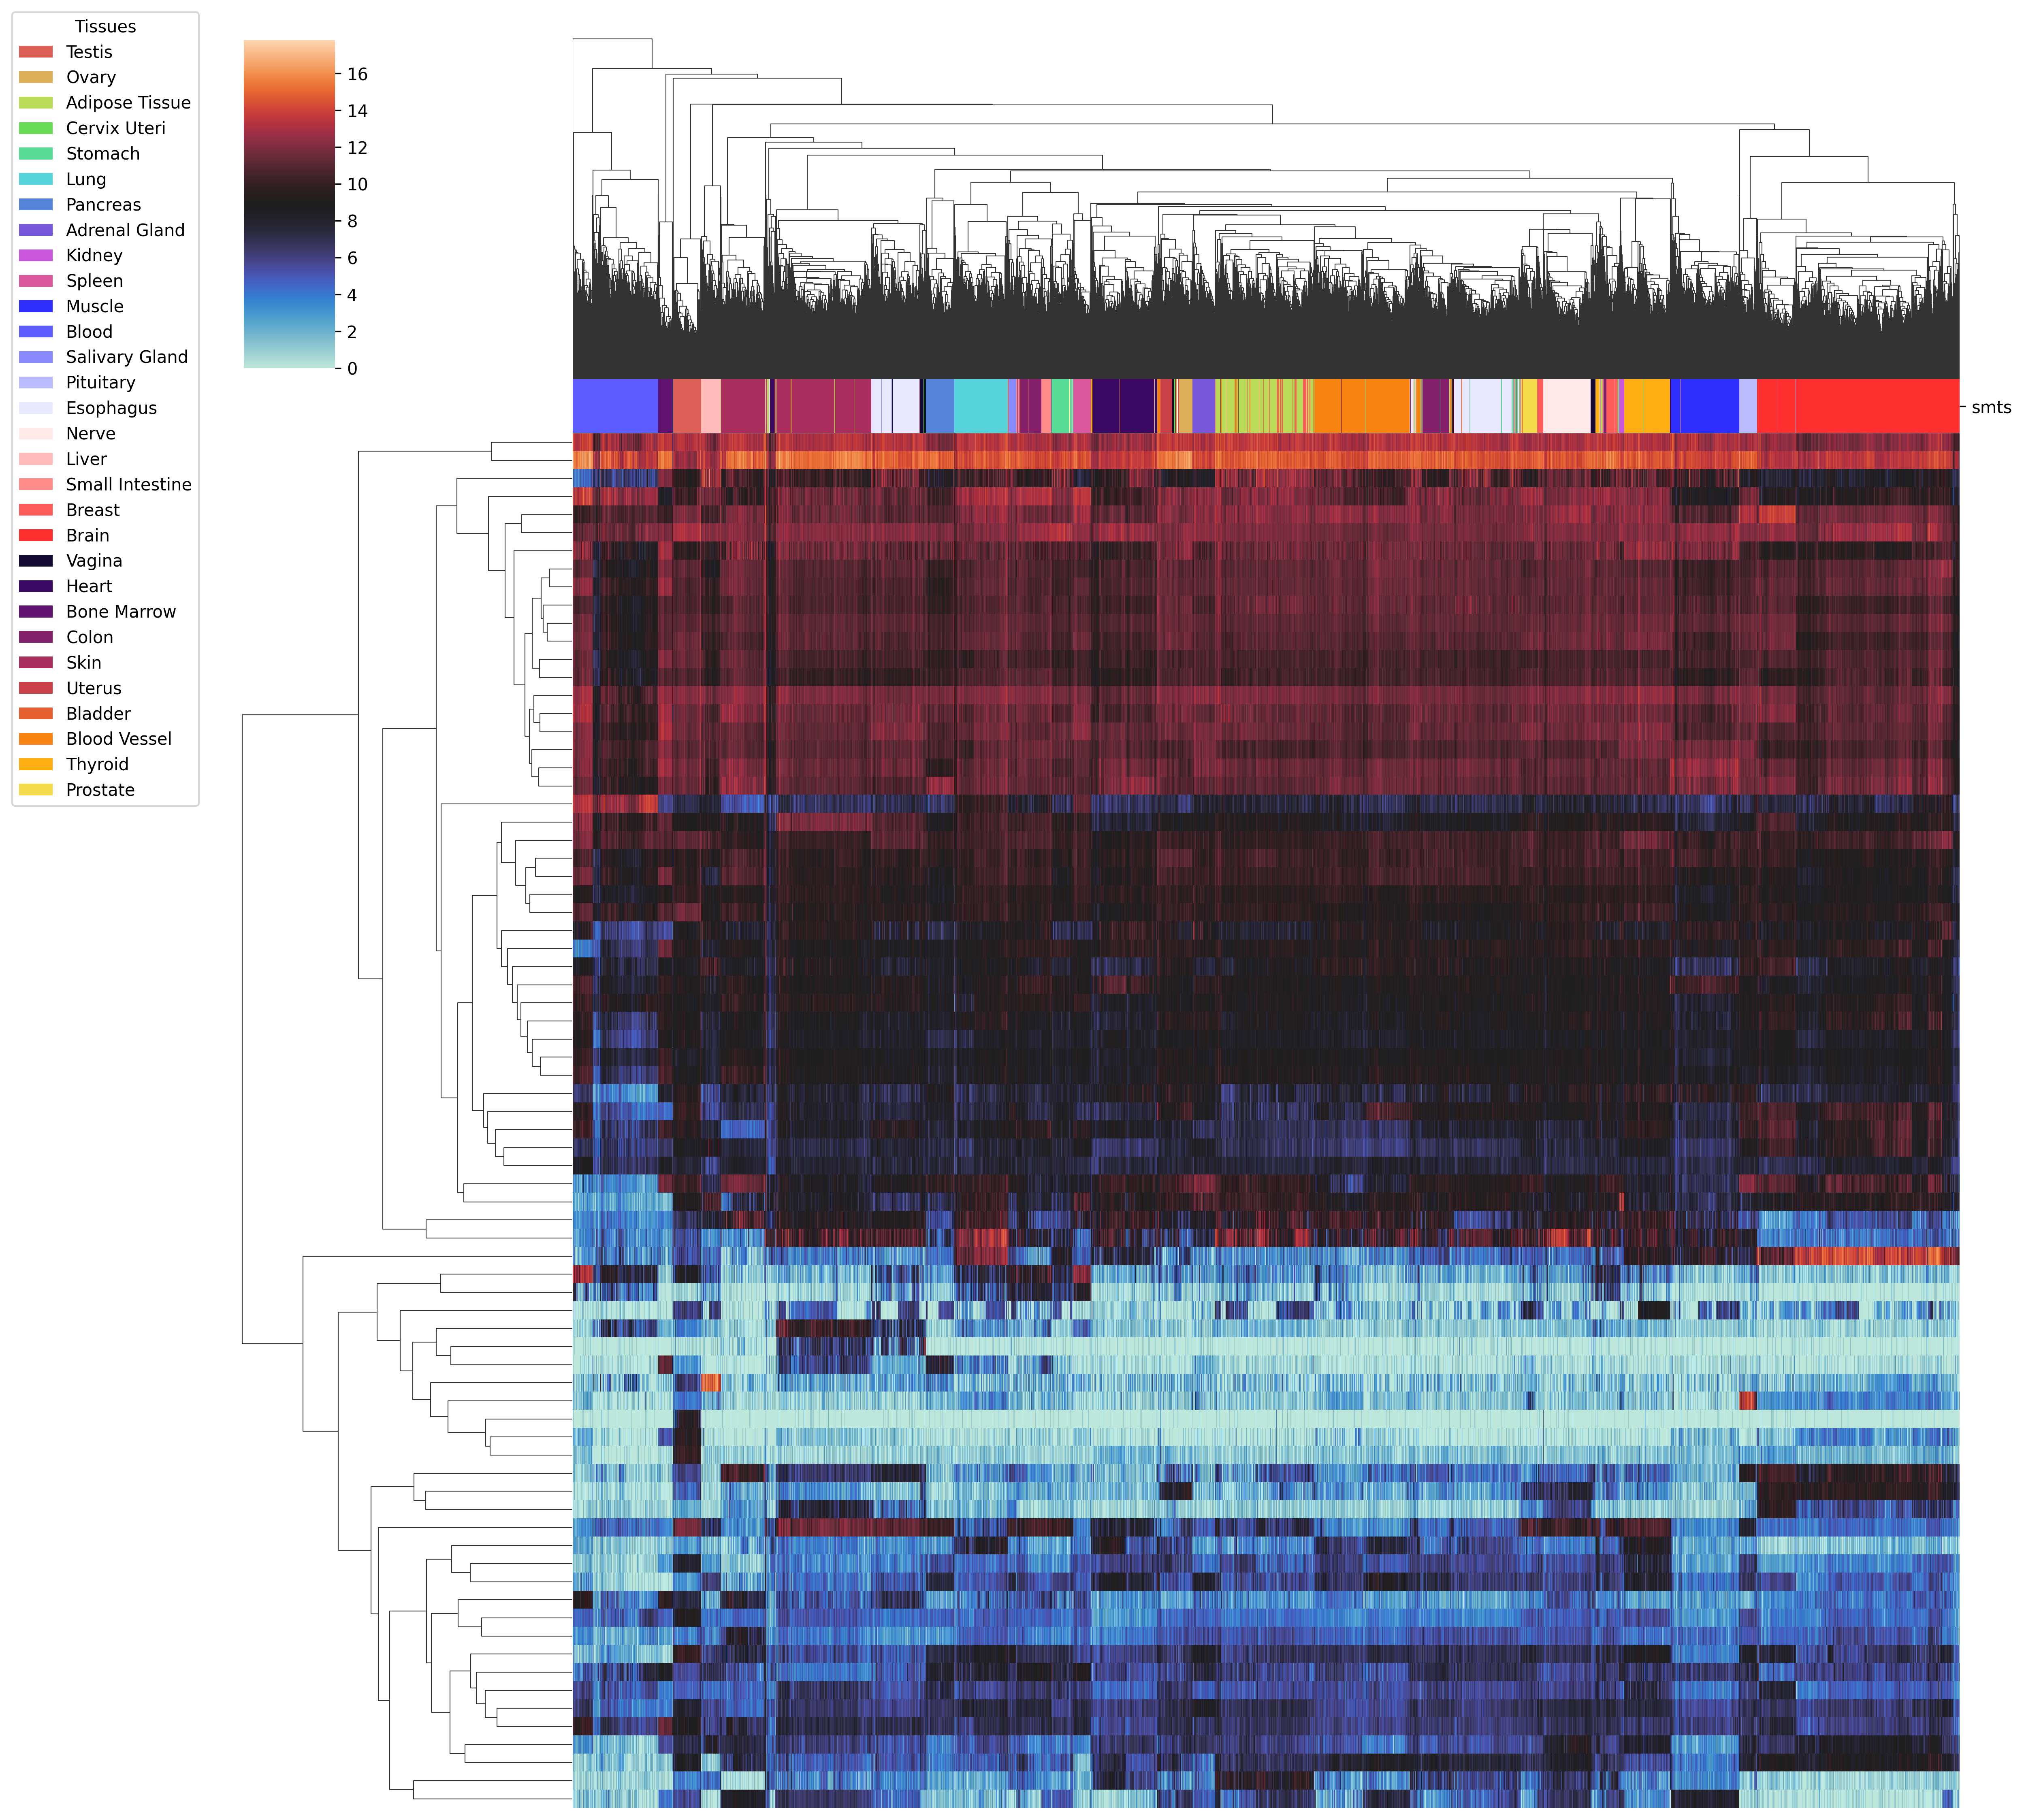 Tissues
Testis
Ovary
Adipose Tissue
Cervix Uteri
Stomach
Lung
Pancreas
Adrenal Gland
Kidney
Spleen
Muscle
Blood
Salivary Gland
Pituitary
Esophagus
Nerve
Liver
Small Intestine
Breast
Brain
Vagina
Heart
Bone Marrow
Colon
Skin
Uterus
Bladder
Blood Vessel
Thyroid
Prostate
16
14
12
10
8
6
4
2
0
smts